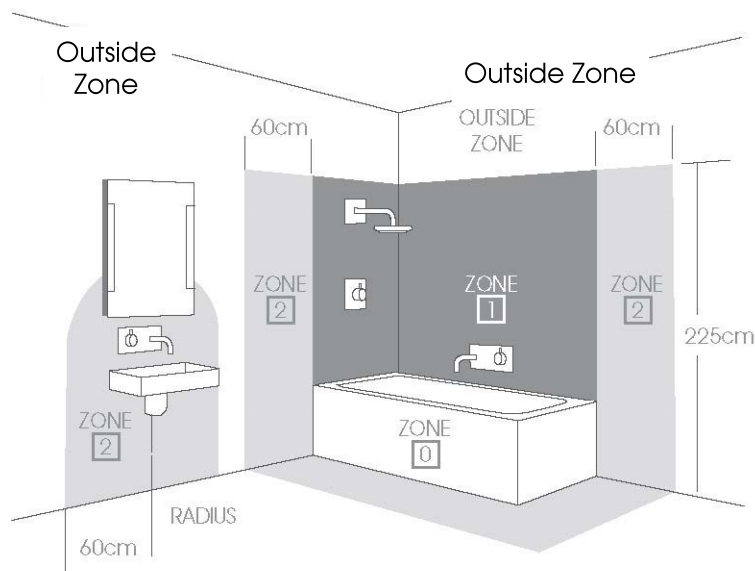 Outside
Zone
Outside Zone
OUTSIDE
ZONE
60cm
60cm
ZONE
2
ZONE
1
ZONE
2
225cm
ZONE
2
ZONE
0
RADIUS
60cm